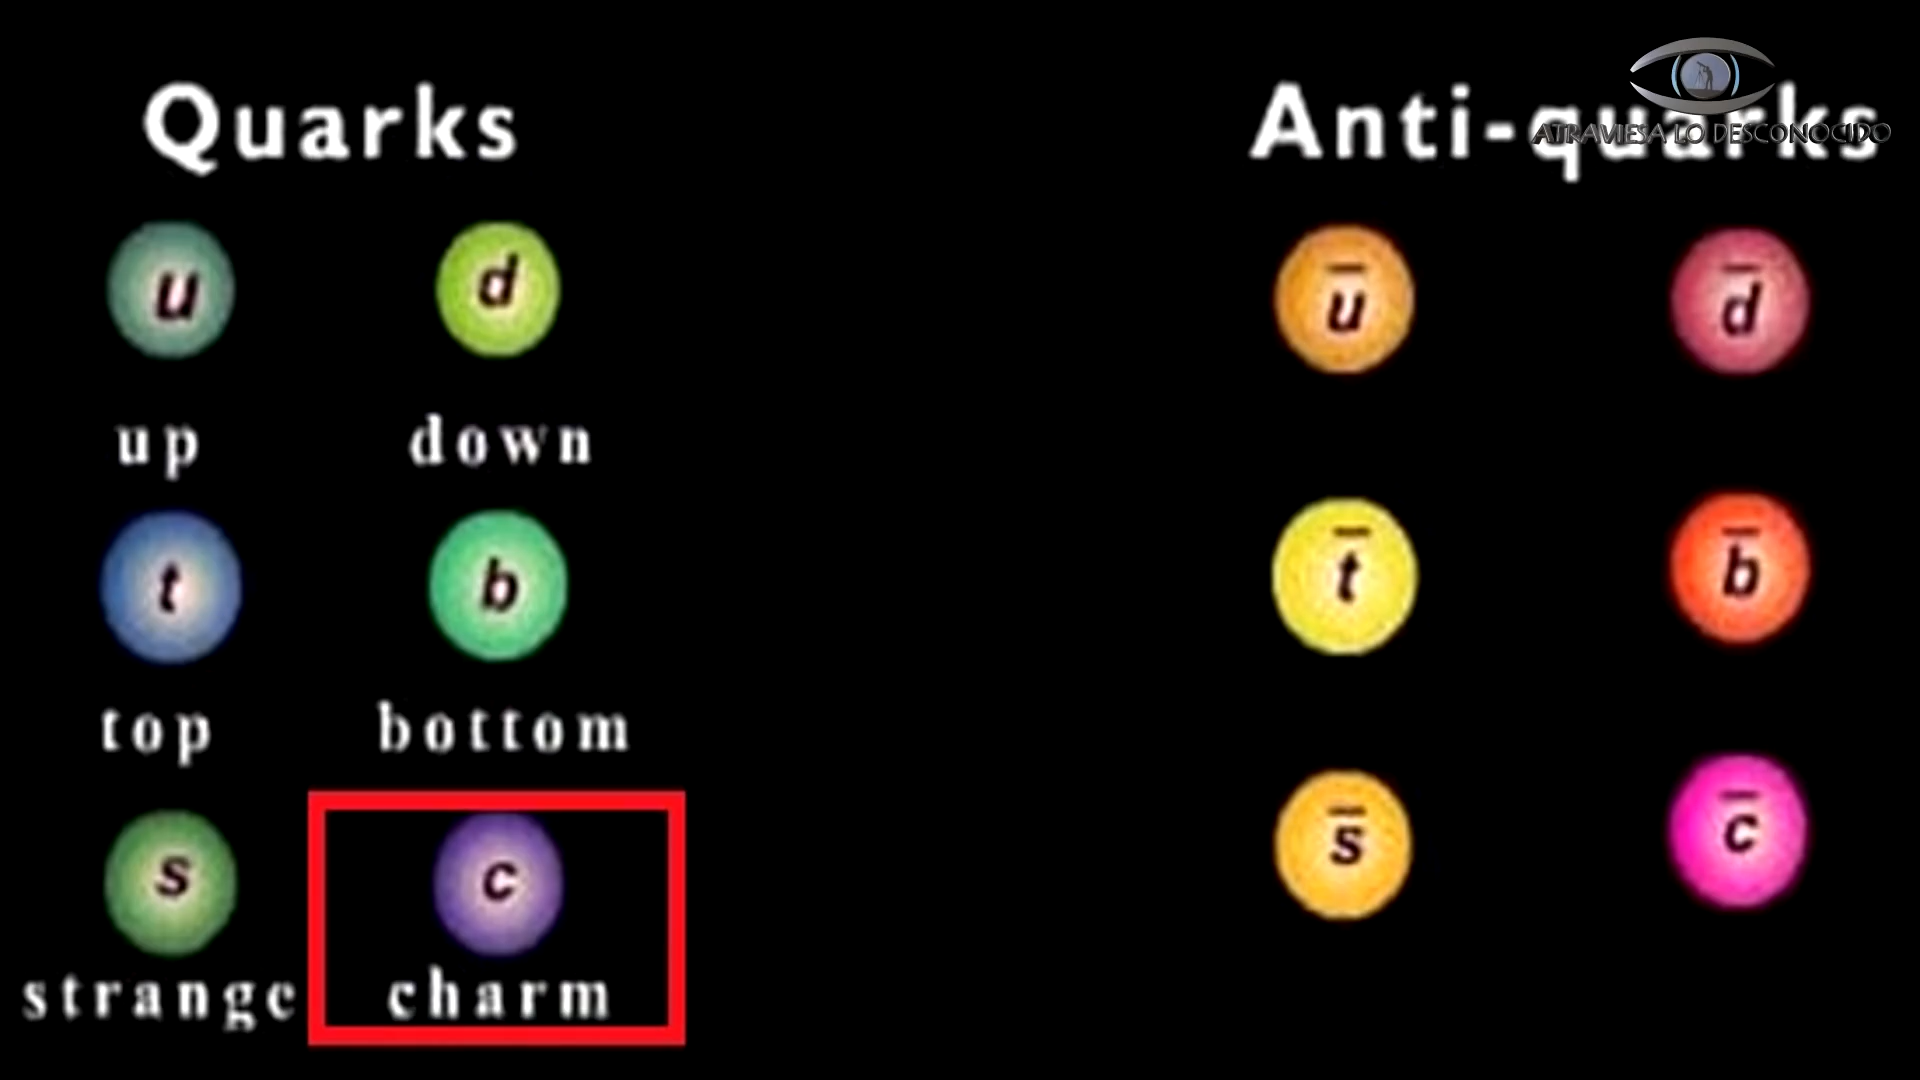 Quarks
Anti-quarks
ATRAVIESA LO DESCONOCIDO
u d
up down
t b
top bottom
s c
strange charm
u̅ d̅
t̅ b̅
s̅ c̅